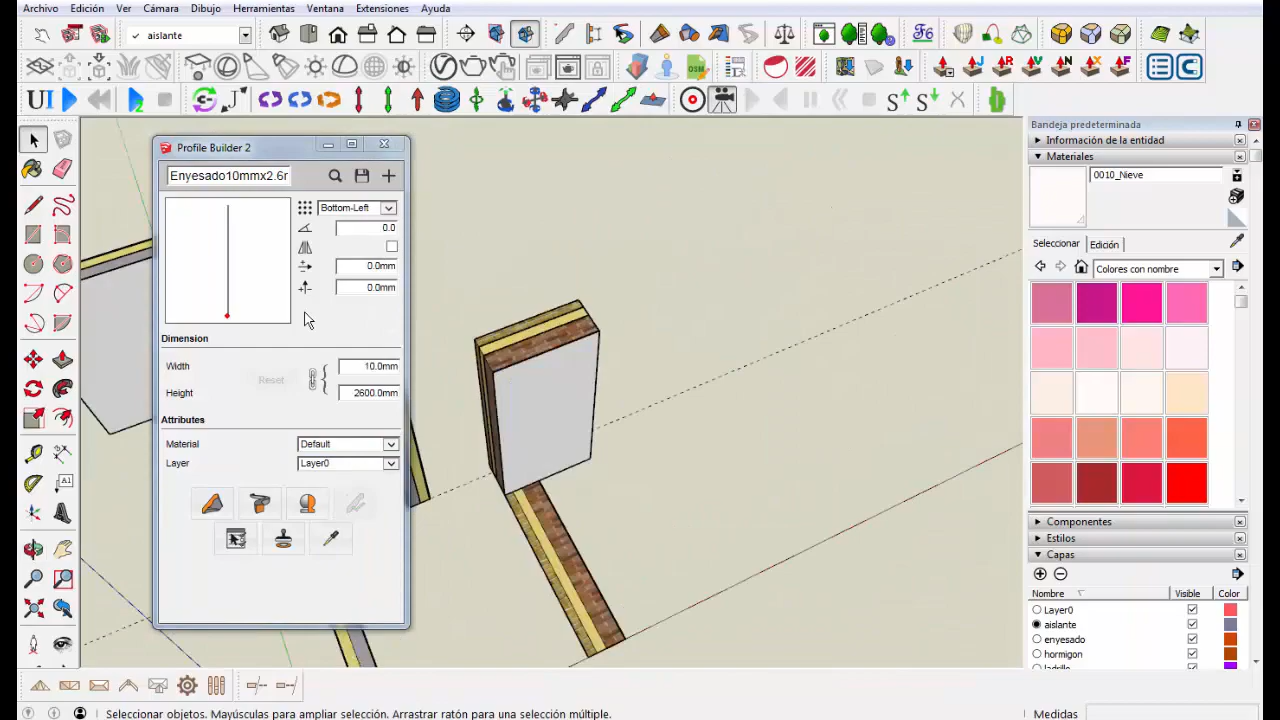 Archivo Edición Ver Cámara Dibujo Herramientas Ventana Extensiones Ayuda
aislante
UI
Profile Builder 2
Enyesado10mmx2.6r
Bottom-Left
0.0
0.0mm
0.0mm
Dimension
Width 10.0mm
Reset
Height 2600.0mm
Attributes
Material Default
Layer Layer0
Bandeja predeterminada
Información de la entidad
Materiales
0010_Nieve
Seleccionar Edición
Colores con nombre
Componentes
Estilos
Capas
Nombre Visible Color
Layer0
aislante
enyesado
hormigon
ladrillo
Seleccionar objetos. Mayúsculas para ampliar selección. Arrastrar ratón para una selección múltiple.
Medidas